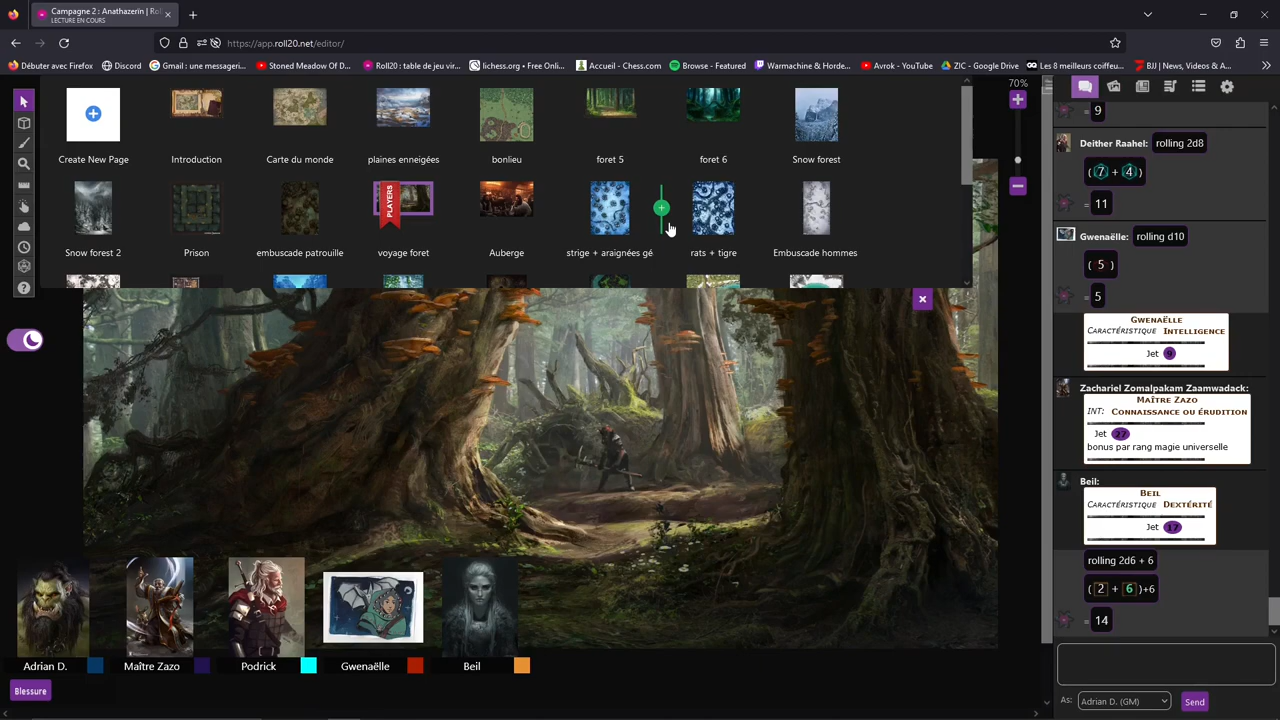 Campagne 2 : Anathazerïn | Rol
LECTURE EN COURS
https://app.roll20.net/editor/
Débuter avec Firefox
Discord
Gmail : une messageri...
Stoned Meadow Of D...
Roll20 : table de jeu vir...
lichess.org • Free Onli...
Accueil - Chess.com
Spotify - Browse - Featured
Warmachine & Horde...
Avrok - YouTube
ZIC - Google Drive
Les 8 meilleurs coiffeur...
BJJ | News, Videos & A...
70%
Create New Page
Introduction
Carte du monde
plaines enneigées
bonlieu
foret 5
foret 6
Snow forest
PLAYERS
Snow forest 2
Prison
embuscade patrouille
voyage foret
Auberge
strige + araignées gé
rats + tigre
Embuscade hommes
= 9
Deither Raahel: rolling 2d8
( 7 + 4 )
= 11
Gwenaëlle: rolling d10
( 5 )
= 5
Gwenaëlle
Caractéristique Intelligence
Jet 9
Zachariel Zomalpakam Zaamwadack:
Maître Zazo
INT: Connaissance ou érudition
Jet 27
bonus par rang magie universelle
Beil:
Beil
Caractéristique Dextérité
Jet 17
rolling 2d6 + 6
( 2 + 6 )+6
= 14
Adrian D.
Maître Zazo
Podrick
Gwenaëlle
Beil
Blessure
As: Adrian D. (GM)
Send